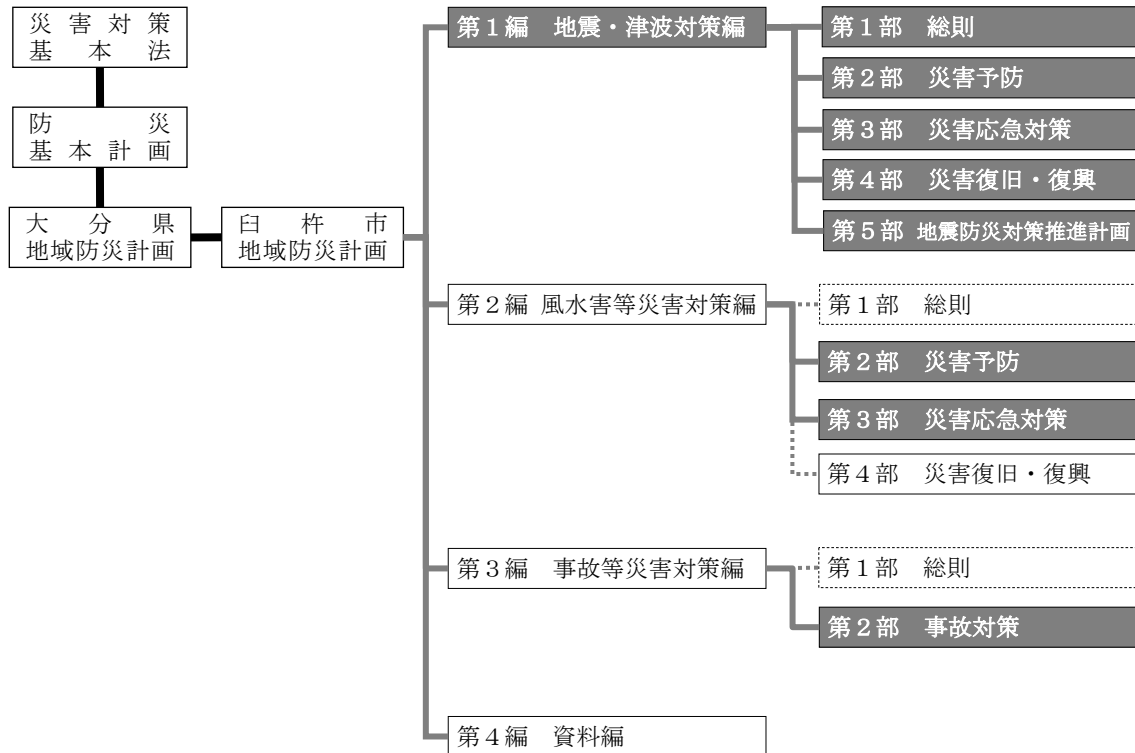 災害対策
基本法
防災
基本計画
大分県
地域防災計画
臼杵市
地域防災計画
第1編　地震・津波対策編
第1部　総則
第2部　災害予防
第3部　災害応急対策
第4部　災害復旧・復興
第5部 地震防災対策推進計画
第2編 風水害等災害対策編
第1部　総則
第2部　災害予防
第3部　災害応急対策
第4部　災害復旧・復興
第3編　事故等災害対策編
第1部　総則
第2部　事故対策
第4編　資料編